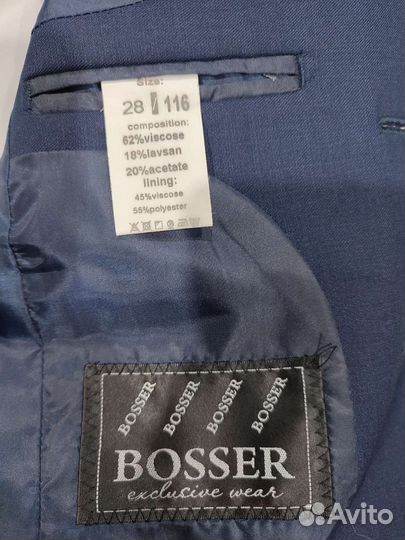 Size:
28 116
composition:
62%viscose
18%lavsan
20%acetate
lining:
45%viscose
55%polyester
BOSSER BOSSER BOSSER BOSSER
BOSSER
exclusive wear
Avito